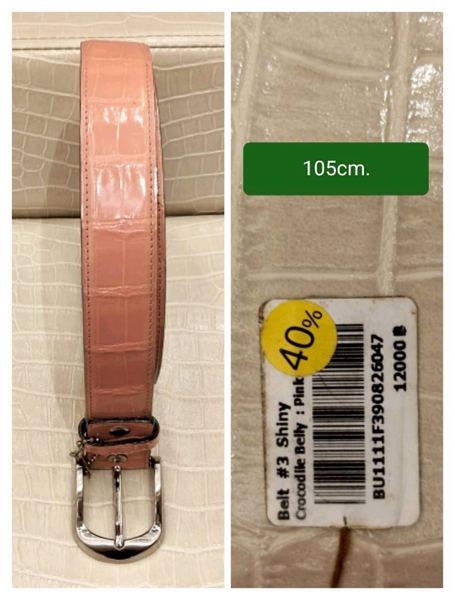 105cm.
40%
Belt #3 Shiny
Crocodile Belly : Pink
BU1111F390826047
12000 ฿